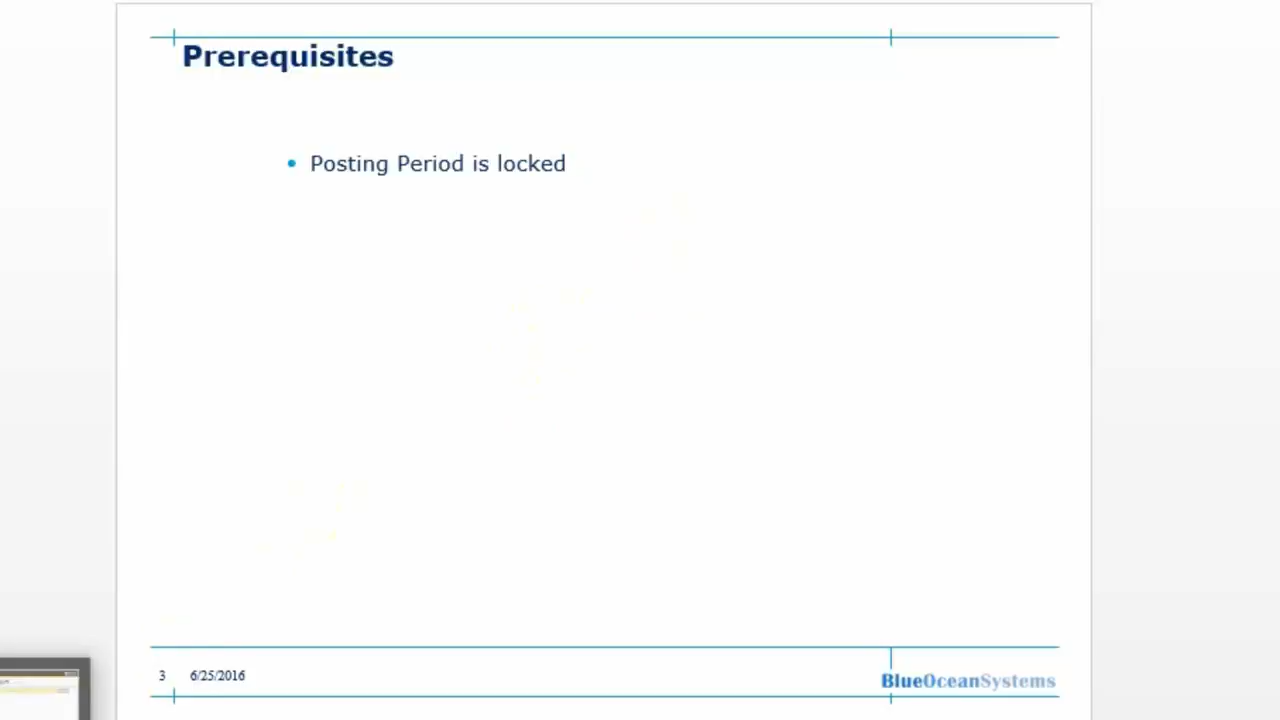 Prerequisites
• Posting Period is locked
3 6/25/2016
BlueOceanSystems